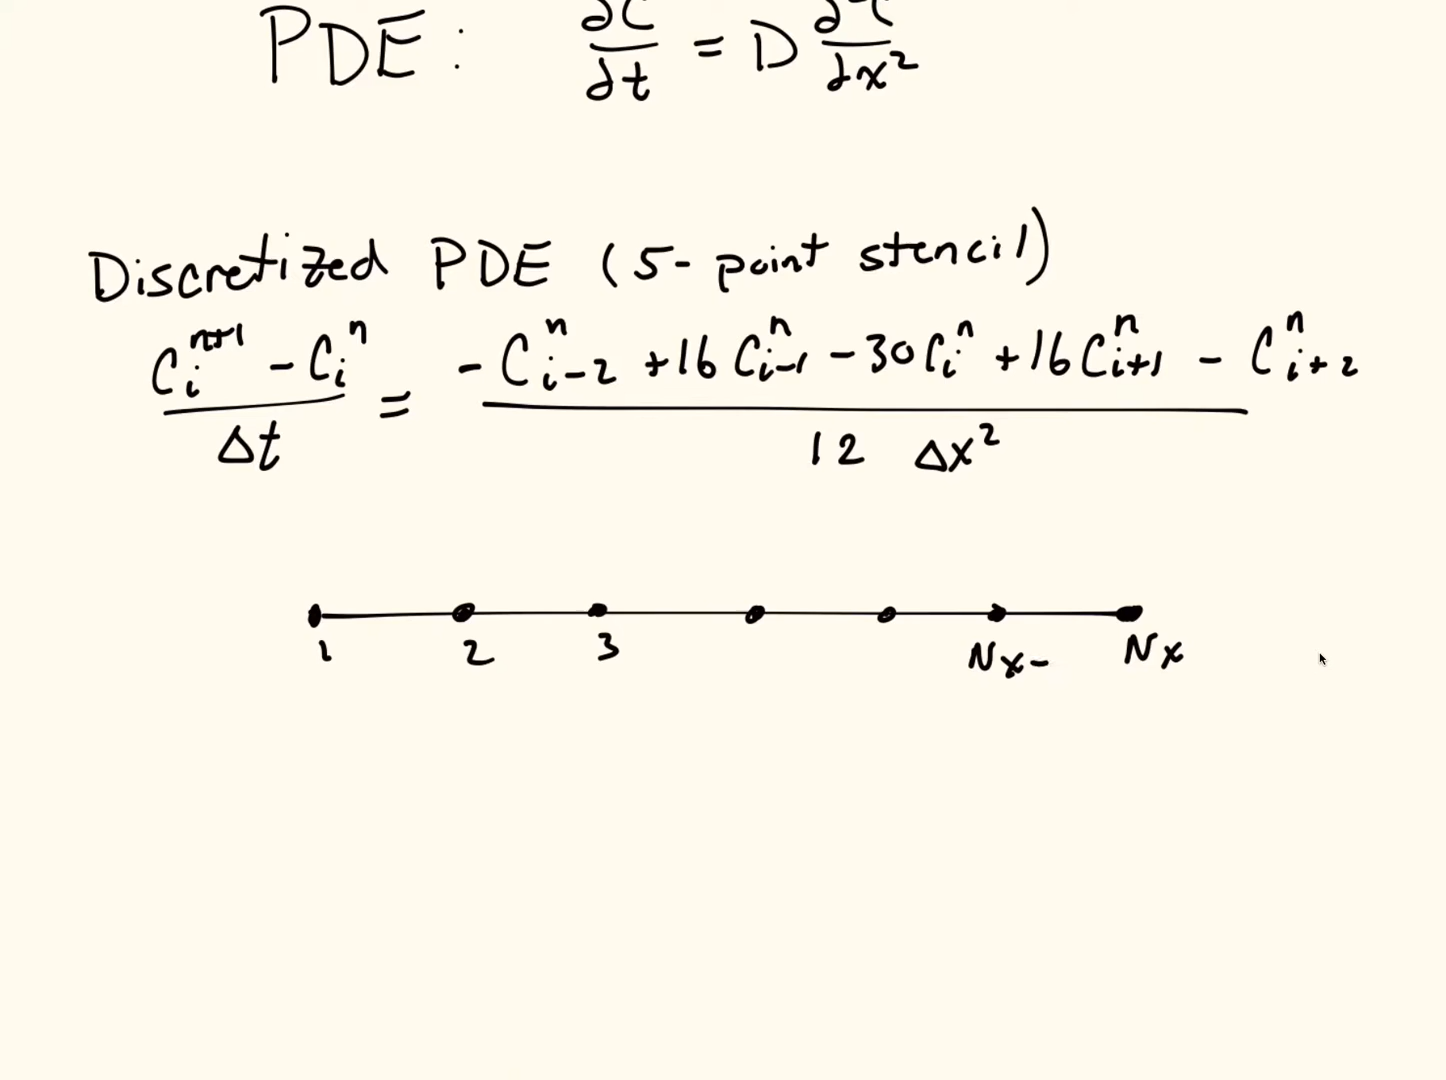 PDE: ∂C/∂t = D ∂²C/∂x²
Discretized PDE (5-point stencil)
(C_i^{n+1} - C_i^n)/Δt = (-C_{i-2}^n + 16C_{i-1}^n - 30C_i^n + 16C_{i+1}^n - C_{i+2}^n)/(12 Δx²)
1 2 3 Nx- Nx